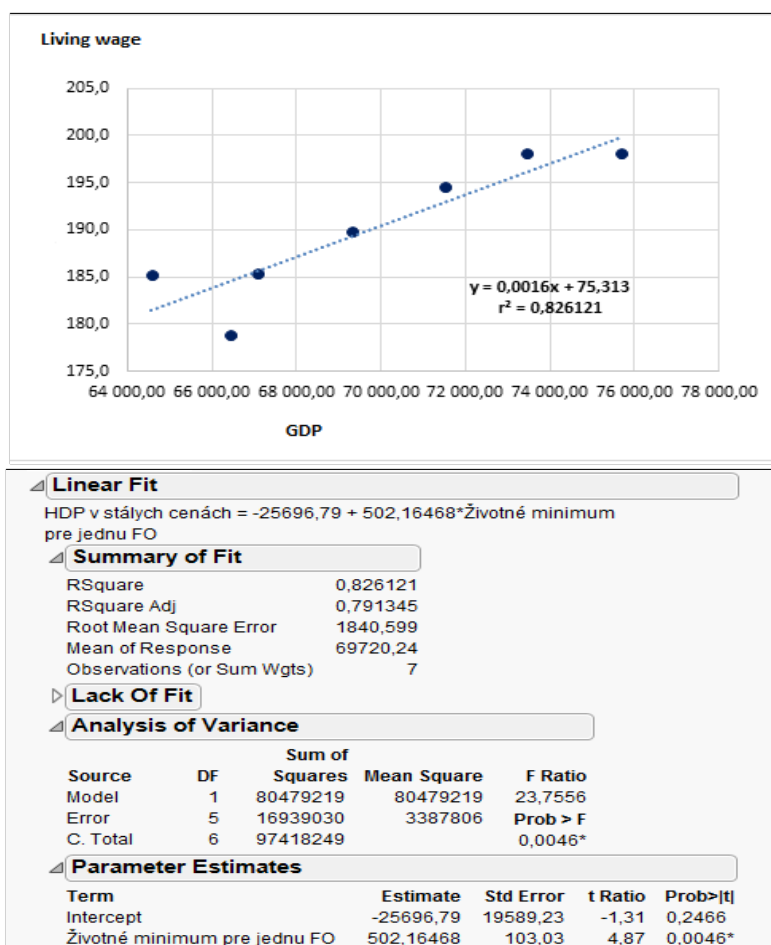 Living wage
205,0
200,0
195,0
190,0
185,0
180,0
175,0
y = 0,0016x + 75,313
r² = 0,826121
64 000,00 66 000,00 68 000,00 70 000,00 72 000,00 74 000,00 76 000,00 78 000,00
GDP
Linear Fit
HDP v stálych cenách = -25696,79 + 502,16468*Životné minimum
pre jednu FO
Summary of Fit
RSquare 0,826121
RSquare Adj 0,791345
Root Mean Square Error 1840,599
Mean of Response 69720,24
Observations (or Sum Wgts) 7
Lack Of Fit
Analysis of Variance
Sum of
Source DF Squares Mean Square F Ratio
Model 1 80479219 80479219 23,7556
Error 5 16939030 3387806 Prob > F
C. Total 6 97418249 0,0046*
Parameter Estimates
Term Estimate Std Error t Ratio Prob>|t|
Intercept -25696,79 19589,23 -1,31 0,2466
Životné minimum pre jednu FO 502,16468 103,03 4,87 0,0046*